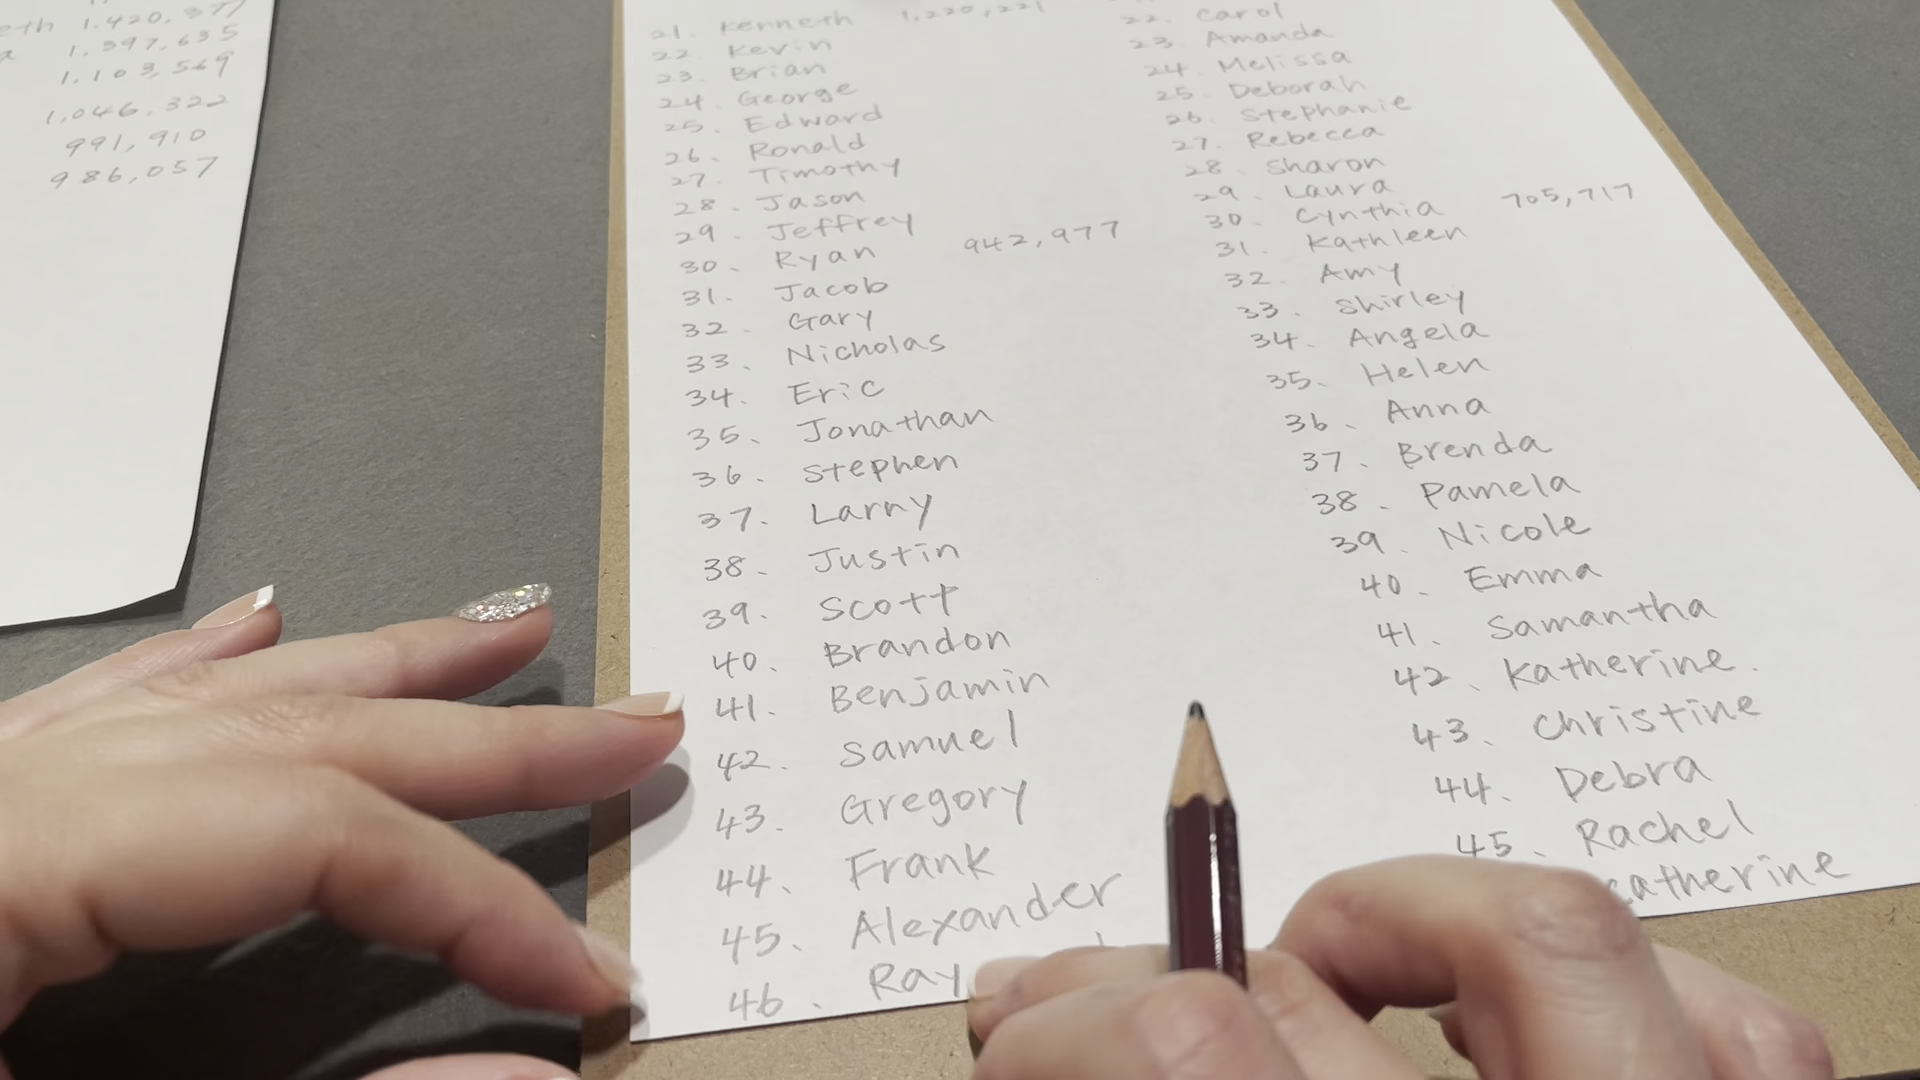 eth 1,420,377
a 1,397,635
1,103,569
1,046,322
991,910
986,057
21. Kenneth 1,220,221
22. Kevin
23. Brian
24. George
25. Edward
26. Ronald
27. Timothy
28. Jason
29. Jeffrey
30. Ryan 942,977
31. Jacob
32. Gary
33. Nicholas
34. Eric
35. Jonathan
36. Stephen
37. Larry
38. Justin
39. Scott
40. Brandon
41. Benjamin
42. Samuel
43. Gregory
44. Frank
45. Alexander
46. Ray
22. Carol
23. Amanda
24. Melissa
25. Deborah
26. Stephanie
27. Rebecca
28. Sharon
29. Laura
30. Cynthia 705,717
31. Kathleen
32. Amy
33. Shirley
34. Angela
35. Helen
36. Anna
37. Brenda
38. Pamela
39. Nicole
40. Emma
41. Samantha
42. Katherine.
43. Christine
44. Debra
45. Rachel
catherine